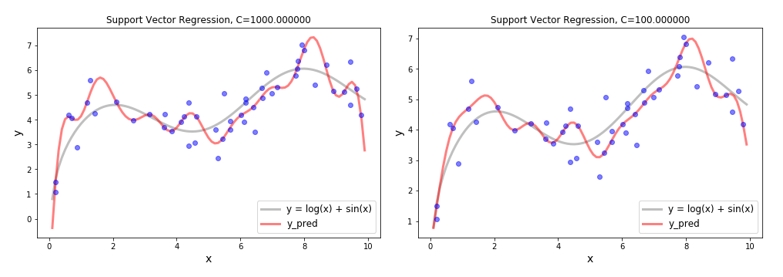 Support Vector Regression, C=1000.000000
7
6
5
4
3
2
1
0
y
0
2
4
6
8
10
x
y = log(x) + sin(x)
y_pred
Support Vector Regression, C=100.000000
7
6
5
4
3
2
1
y
0
2
4
6
8
10
x
y = log(x) + sin(x)
y_pred